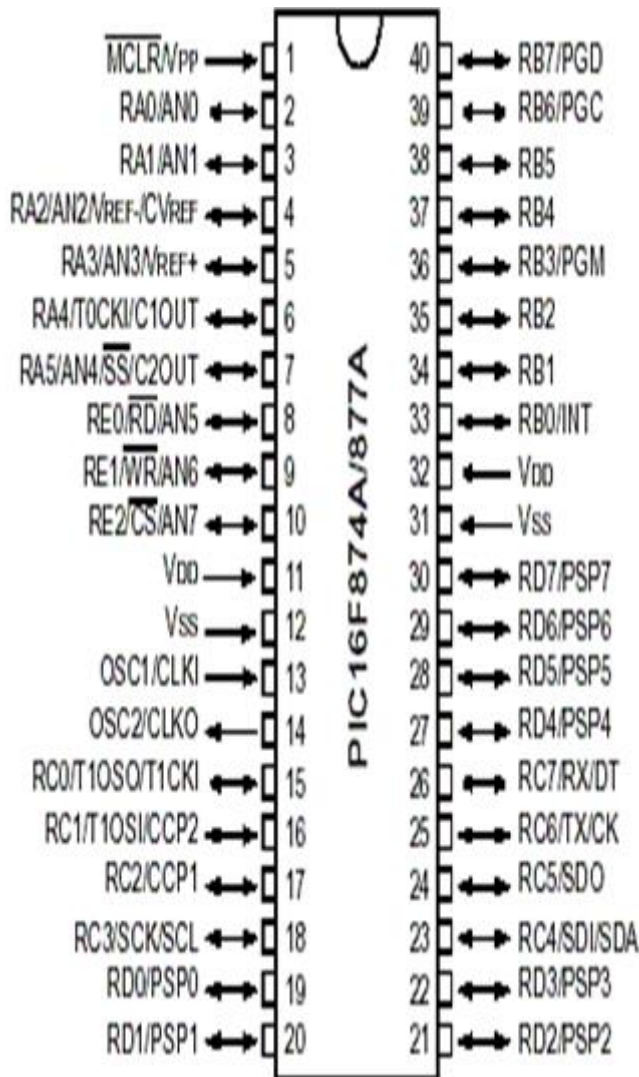 MCLR/VPP 1 40 RB7/PGD
RA0/AN0 2 39 RB6/PGC
RA1/AN1 3 38 RB5
RA2/AN2/VREF-/CVREF 4 37 RB4
RA3/AN3/VREF+ 5 36 RB3/PGM
RA4/T0CKI/C1OUT 6 35 RB2
RA5/AN4/SS/C2OUT 7 34 RB1
RE0/RD/AN5 8 33 RB0/INT
RE1/WR/AN6 9 32 VDD
RE2/CS/AN7 10 31 VSS
VDD 11 30 RD7/PSP7
VSS 12 29 RD6/PSP6
OSC1/CLKI 13 28 RD5/PSP5
OSC2/CLKO 14 27 RD4/PSP4
RC0/T1OSO/T1CKI 15 26 RC7/RX/DT
RC1/T1OSI/CCP2 16 25 RC6/TX/CK
RC2/CCP1 17 24 RC5/SDO
RC3/SCK/SCL 18 23 RC4/SDI/SDA
RD0/PSP0 19 22 RD3/PSP3
RD1/PSP1 20 21 RD2/PSP2
PIC16F874A/877A